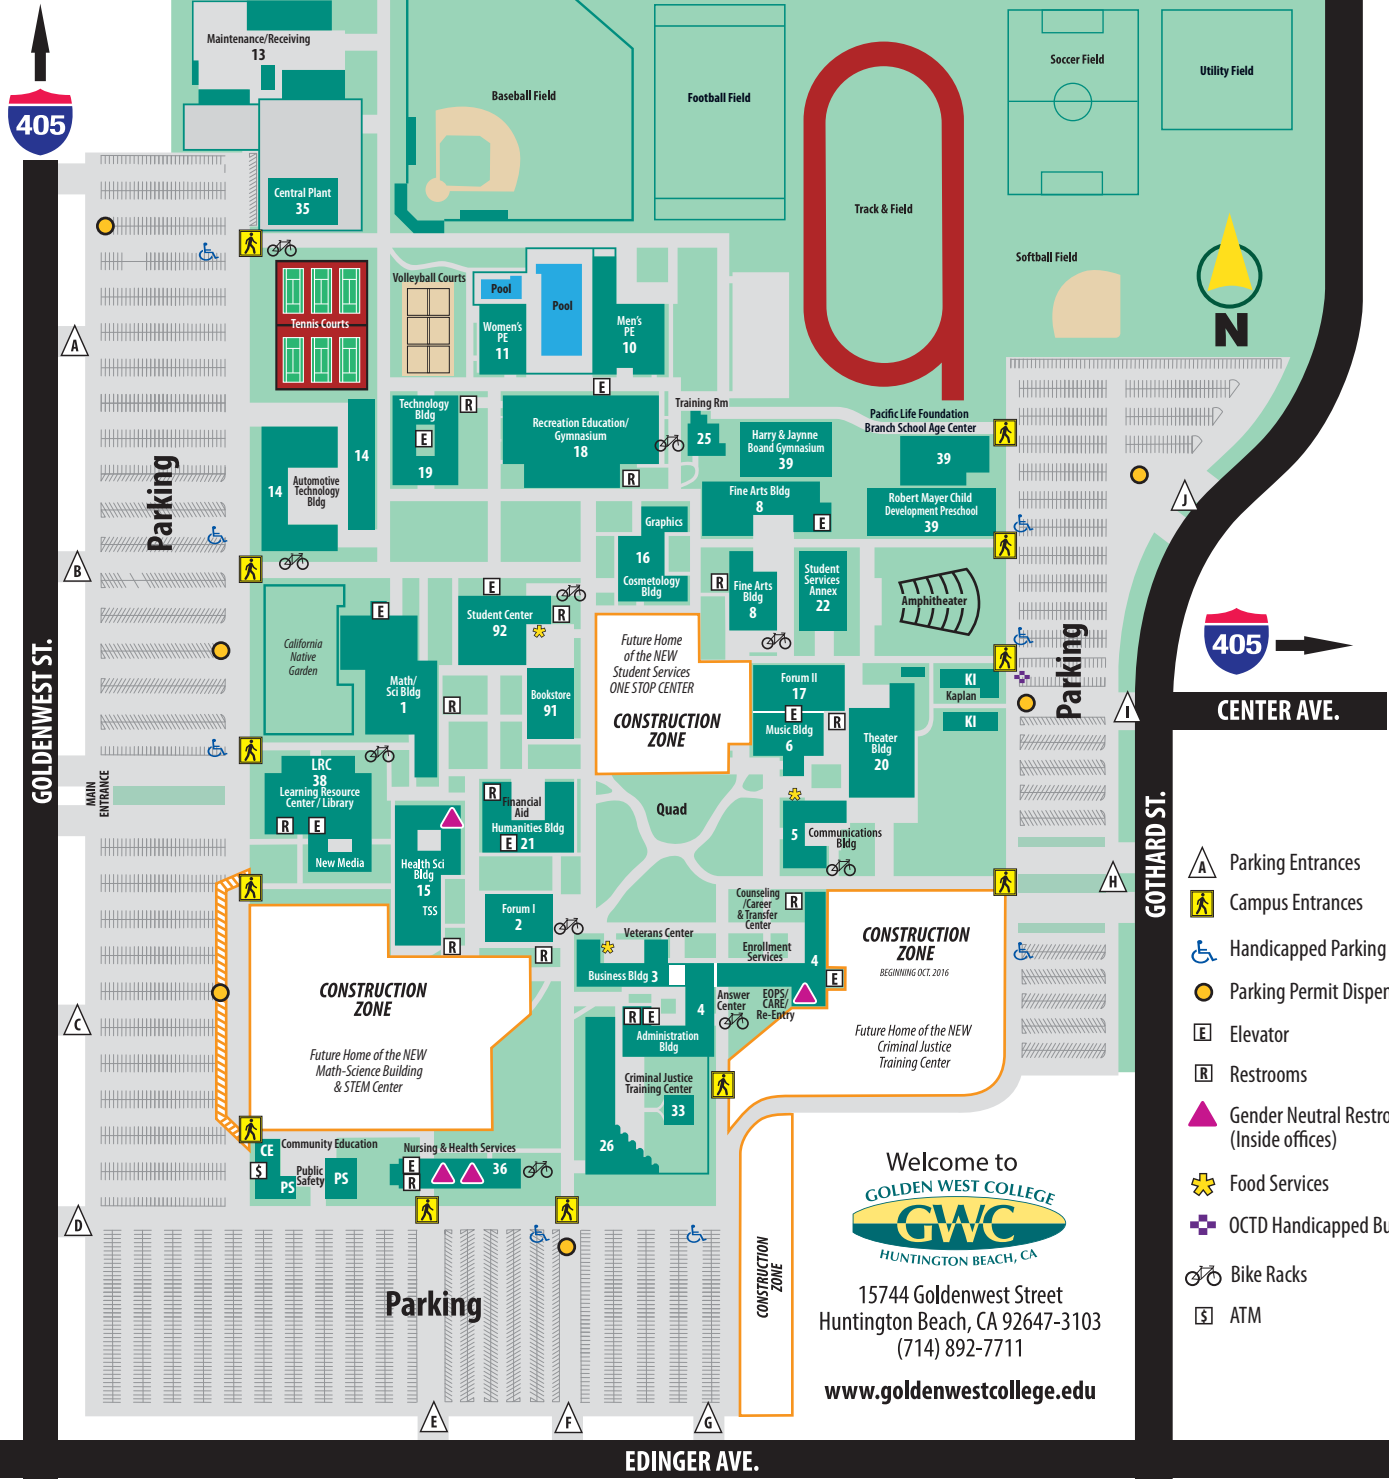 Maintenance/Receiving
13
405
Baseball Field
Football Field
Soccer Field
Utility Field
Central Plant
35
Track & Field
Softball Field
N
Volleyball Courts
Pool
Pool
Tennis Courts
Women's
PE
11
Men's
PE
10
A
E
Technology
Bldg
R
E
19
Recreation Education/
Gymnasium
18
R
Training Rm
25
Harry & Jaynne
Board Gymnasium
39
Pacific Life Foundation
Branch School Age Center
39
Robert Mayer Child
Development Preschool
39
J
14
14
Automotive
Technology
Bldg
Parking
Fine Arts Bldg
8
E
Graphics
16
Cosmetology
Bldg
R
Fine Arts
Bldg
8
Student
Services
Annex
22
Amphitheater
B
E
E
Student Center
92
R
California
Native
Garden
Math/
Sci Bldg
1
R
Bookstore
91
Future Home
of the NEW
Student Services
ONE STOP CENTER
CONSTRUCTION
ZONE
Forum II
17
E
Music Bldg
6
R
Theater
Bldg
20
KI
Kaplan
KI
Parking
I
405
CENTER AVE.
GOLDENWEST ST.
MAIN
ENTRANCE
LRC
38
Learning Resource
Center / Library
R
E
New Media
R
Financial
Aid
Humanities Bldg
E 21
Quad
5
Communications
Bldg
Health Sci
Bldg
15
TSS
R
Forum I
2
R
Counseling
/Career
& Transfer
Center
R
Veterans Center
Enrollment
Services
4
Business Bldg 3
4
E
Answer
Center
EOPS/
CARE/
Re-Entry
R E
Administration
Bldg
CONSTRUCTION
ZONE
BEGINNING OCT. 2016
Future Home of the NEW
Criminal Justice
Training Center
H
GOTHARD ST.
CONSTRUCTION
ZONE
Future Home of the NEW
Math-Science Building
& STEM Center
C
Criminal Justice
Training Center
33
26
CE
Community Education
$
PS
Public
Safety
PS
Nursing & Health Services
E
R
36
D
Parking
CONSTRUCTION
ZONE
E
F
G
EDINGER AVE.
Welcome to
GOLDEN WEST COLLEGE
GWC
HUNTINGTON BEACH, CA
15744 Goldenwest Street
Huntington Beach, CA 92647-3103
(714) 892-7711
www.goldenwestcollege.edu
A Parking Entrances
Campus Entrances
Handicapped Parking
Parking Permit Dispen
E Elevator
R Restrooms
Gender Neutral Restro
(Inside offices)
Food Services
OCTD Handicapped Bu
Bike Racks
$ ATM